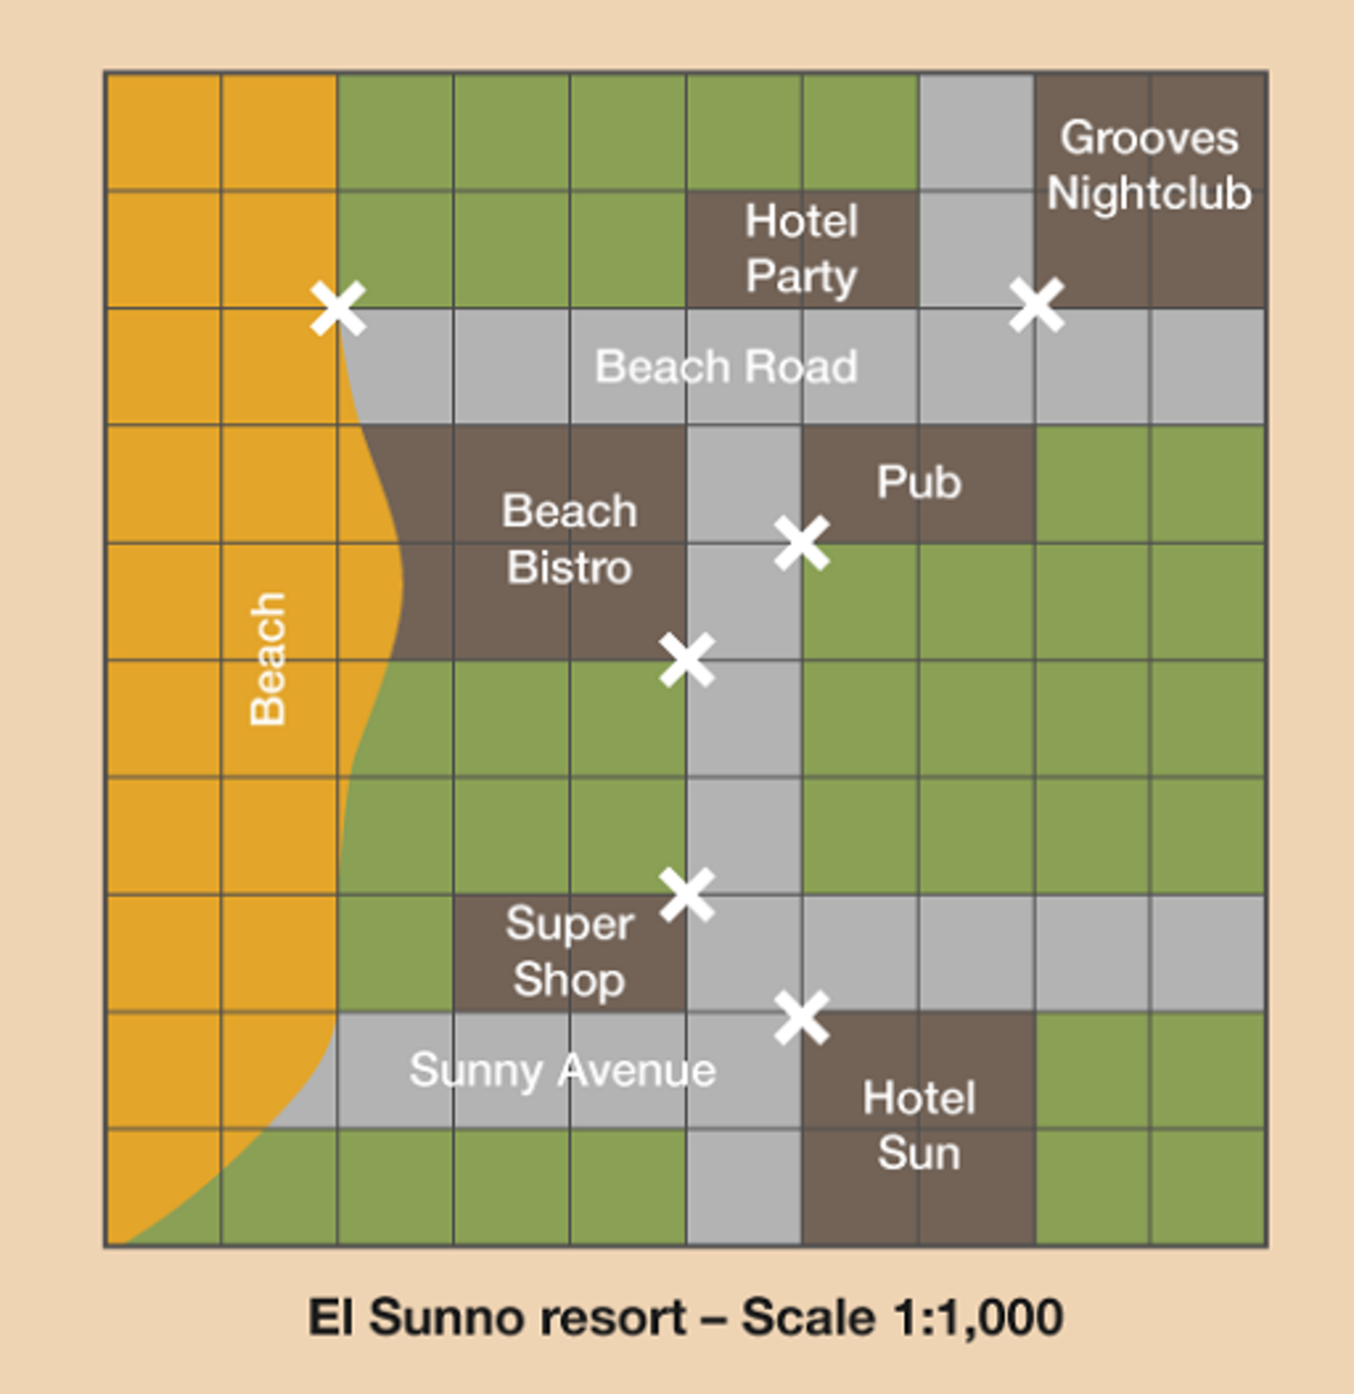 Grooves
Nightclub
Hotel
Party
Beach Road
Pub
Beach
Bistro
Beach
Super
Shop
Sunny Avenue
Hotel
Sun
El Sunno resort – Scale 1:1,000